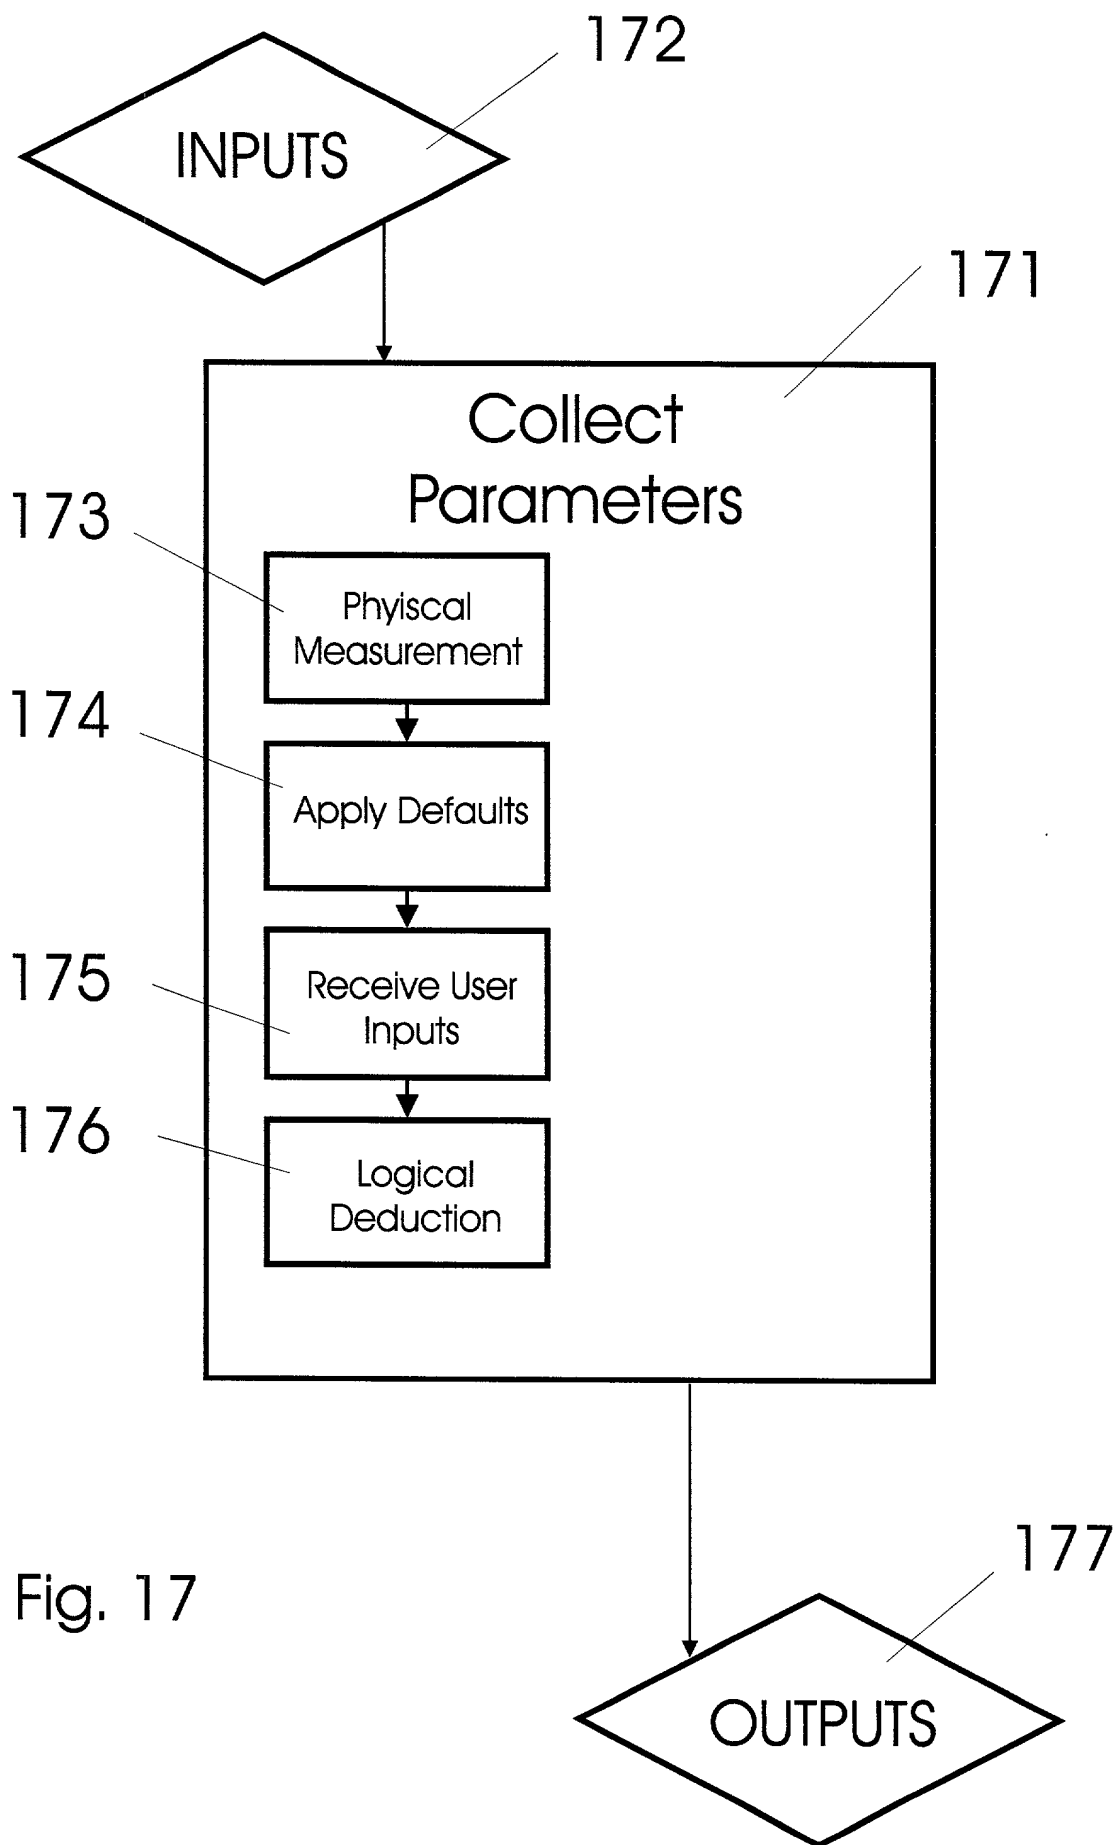 172
INPUTS
171
Collect
Parameters
173
Phyiscal
Measurement
174
Apply Defaults
175
Receive User
Inputs
176
Logical
Deduction
177
Fig. 17
OUTPUTS